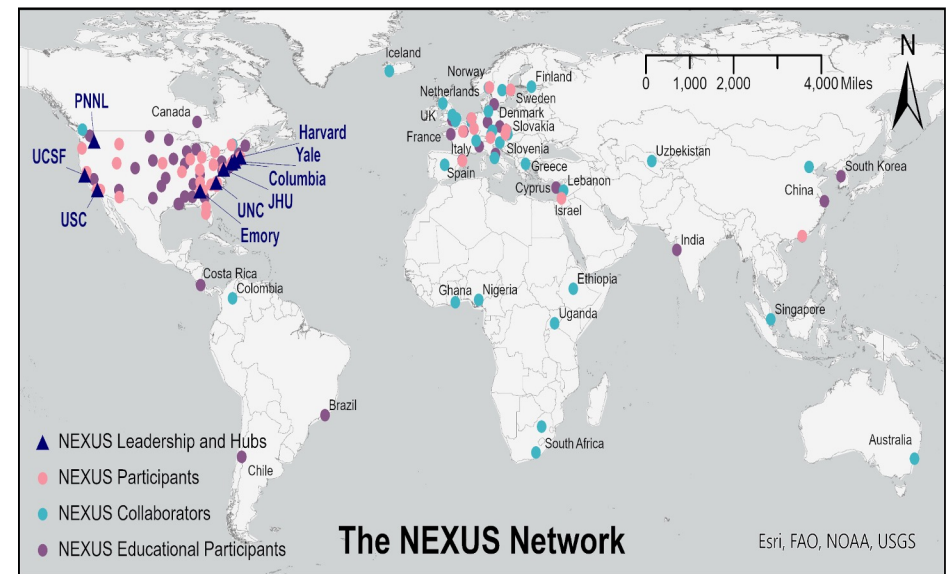 Iceland
N
0 1,000 2,000 4,000 Miles
Norway
Finland
PNNL
Netherlands
Sweden
Canada
UK
Denmark
Harvard
France
Slovakia
UCSF
Yale
Italy
Slovenia
Uzbekistan
Columbia
Spain
Greece
South Korea
JHU
Cyprus
Lebanon
China
USC
UNC
Israel
Emory
India
Costa Rica
Colombia
Ghana
Nigeria
Ethiopia
Uganda
Singapore
Brazil
NEXUS Leadership and Hubs
South Africa
Australia
Chile
NEXUS Participants
NEXUS Collaborators
NEXUS Educational Participants
The NEXUS Network
Esri, FAO, NOAA, USGS